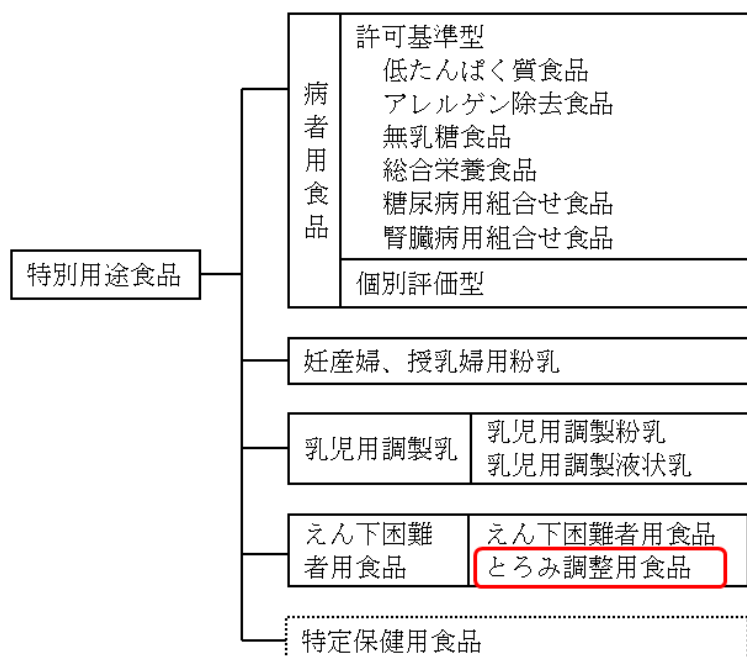 特別用途食品
病者用食品
許可基準型
低たんぱく質食品
アレルゲン除去食品
無乳糖食品
総合栄養食品
糖尿病用組合せ食品
腎臓病用組合せ食品
個別評価型
妊産婦、授乳婦用粉乳
乳児用調製乳
乳児用調製粉乳
乳児用調製液状乳
えん下困難
者用食品
えん下困難者用食品
とろみ調整用食品
特定保健用食品